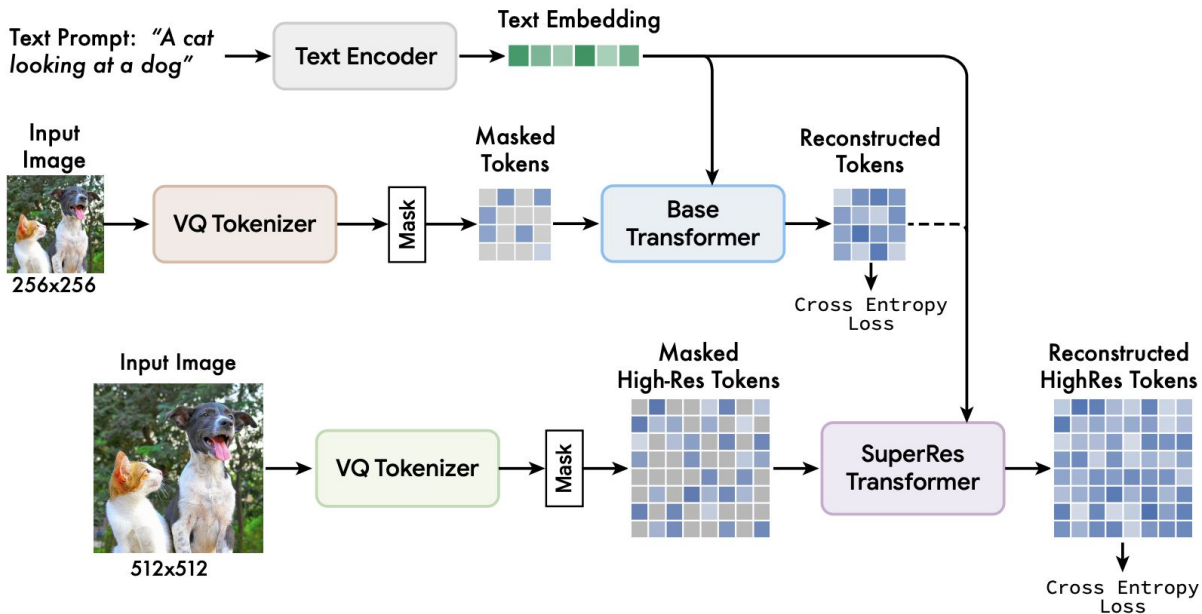 Text Prompt: "A cat
looking at a dog"
Text Encoder
Text Embedding
Input
Image
256x256
VQ Tokenizer
Mask
Masked
Tokens
Base
Transformer
Reconstructed
Tokens
Cross Entropy
Loss
Input Image
512x512
VQ Tokenizer
Mask
Masked
High-Res Tokens
SuperRes
Transformer
Reconstructed
HighRes Tokens
Cross Entropy
Loss